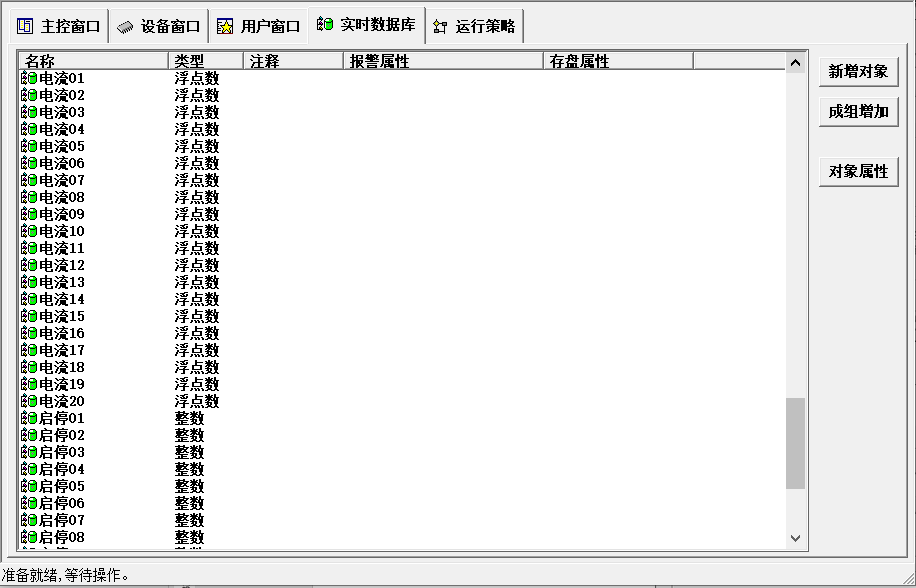 主控窗口 设备窗口 用户窗口 实时数据库 运行策略
名称 类型 注释 报警属性 存盘属性
电流01 浮点数
电流02 浮点数
电流03 浮点数
电流04 浮点数
电流05 浮点数
电流06 浮点数
电流07 浮点数
电流08 浮点数
电流09 浮点数
电流10 浮点数
电流11 浮点数
电流12 浮点数
电流13 浮点数
电流14 浮点数
电流15 浮点数
电流16 浮点数
电流17 浮点数
电流18 浮点数
电流19 浮点数
电流20 浮点数
启停01 整数
启停02 整数
启停03 整数
启停04 整数
启停05 整数
启停06 整数
启停07 整数
启停08 整数
新增对象
成组增加
对象属性
准备就绪,等待操作。